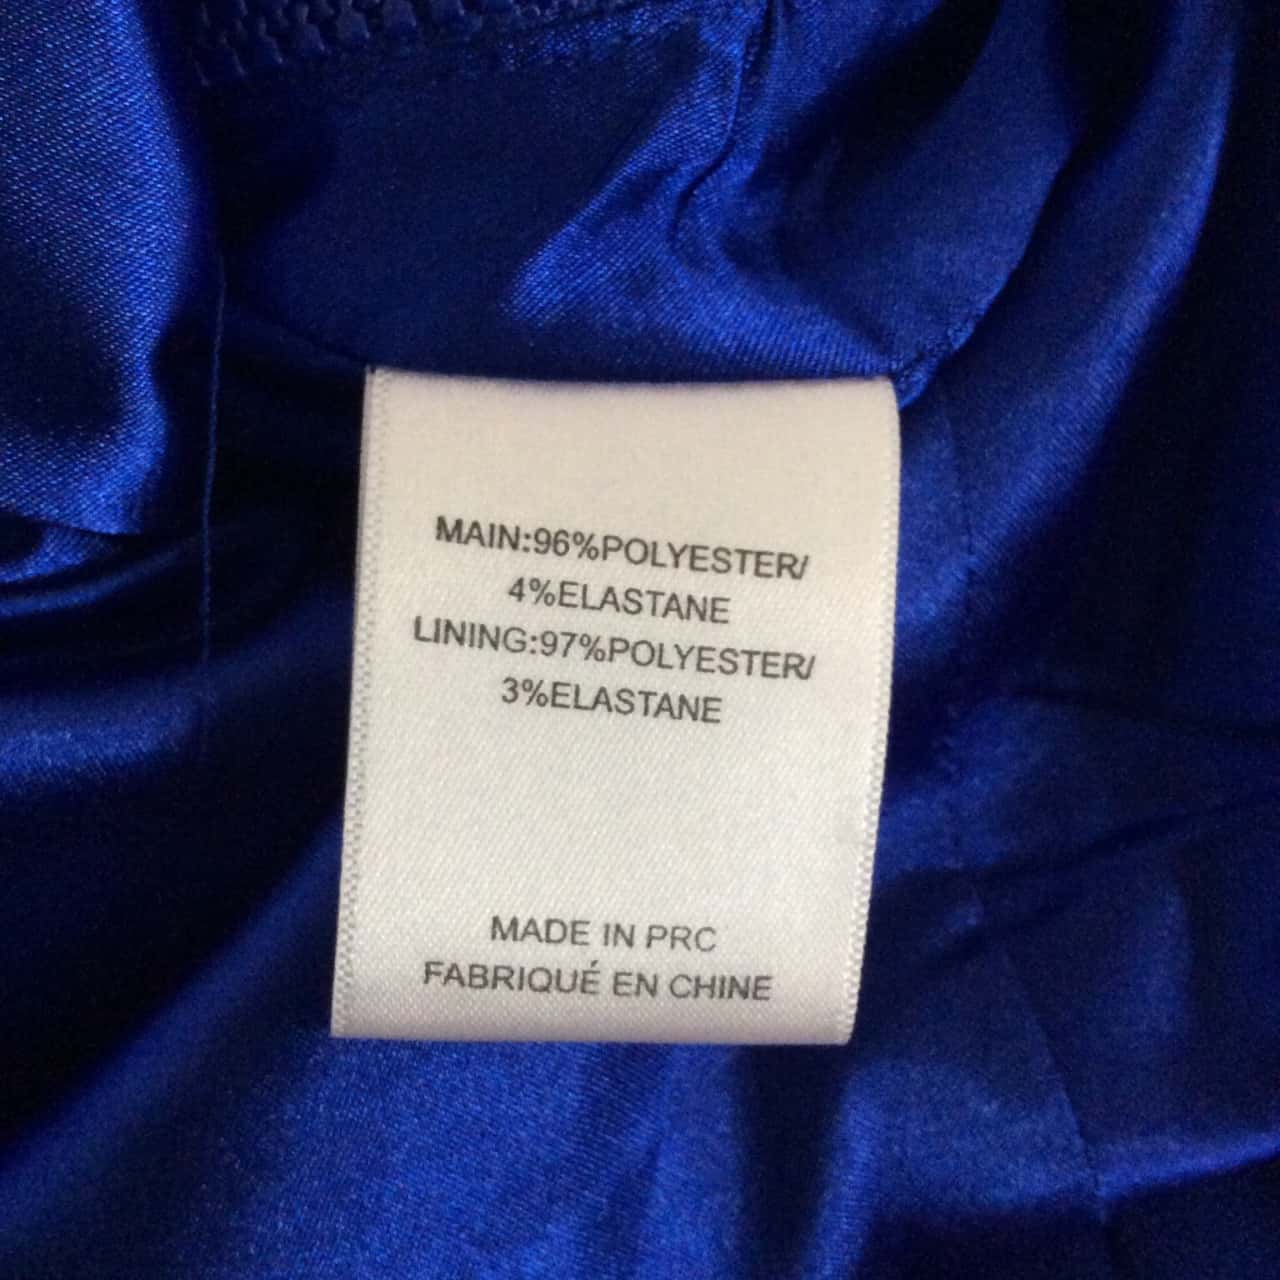 MAIN:96%POLYESTER/
4%ELASTANE
LINING:97%POLYESTER/
3%ELASTANE
MADE IN PRC
FABRIQUÉ EN CHINE